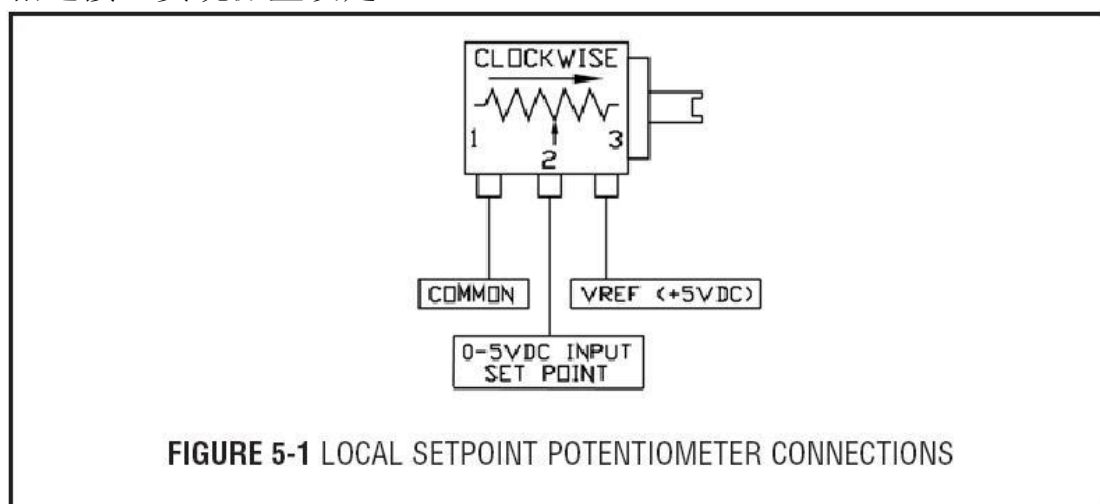 CLOCKWISE
1
2
3
COMMON
VREF (+5VDC)
0-5VDC INPUT
SET POINT
FIGURE 5-1 LOCAL SETPOINT POTENTIOMETER CONNECTIONS